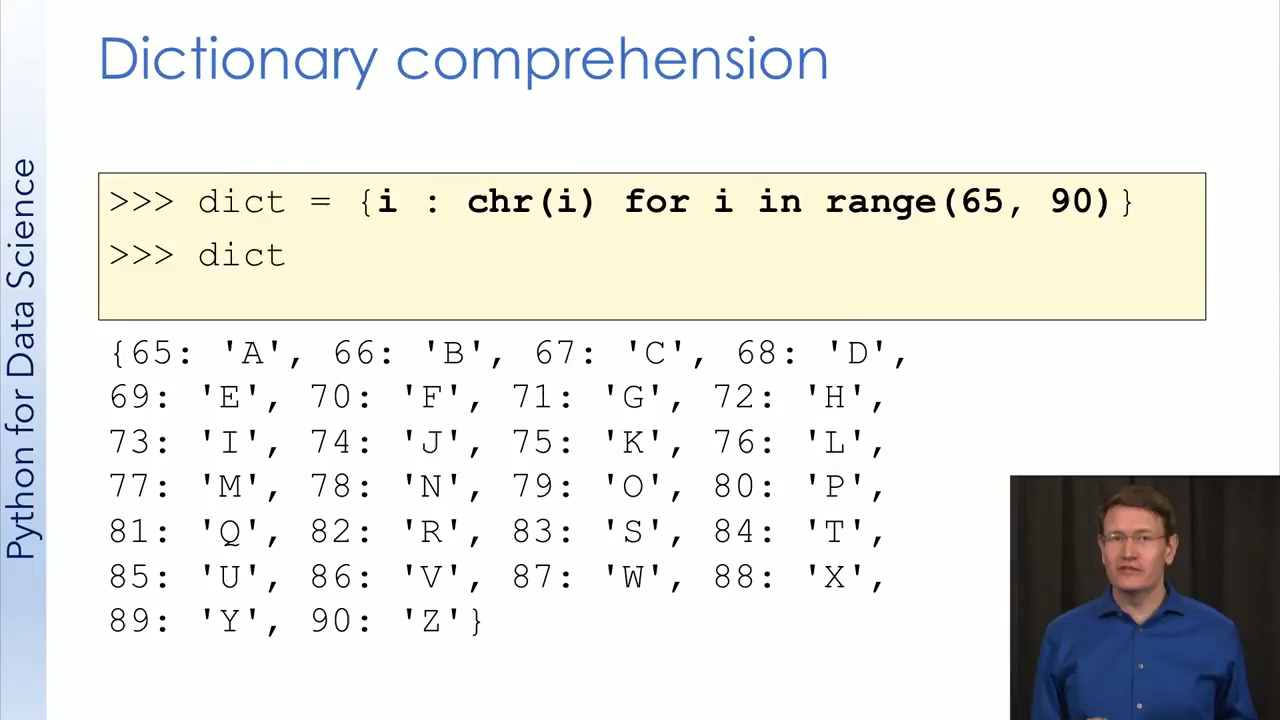 Dictionary comprehension
Python for Data Science
>>> dict = {i : chr(i) for i in range(65, 90)}
>>> dict
{65: 'A', 66: 'B', 67: 'C', 68: 'D',
69: 'E', 70: 'F', 71: 'G', 72: 'H',
73: 'I', 74: 'J', 75: 'K', 76: 'L',
77: 'M', 78: 'N', 79: 'O', 80: 'P',
81: 'Q', 82: 'R', 83: 'S', 84: 'T',
85: 'U', 86: 'V', 87: 'W', 88: 'X',
89: 'Y', 90: 'Z'}